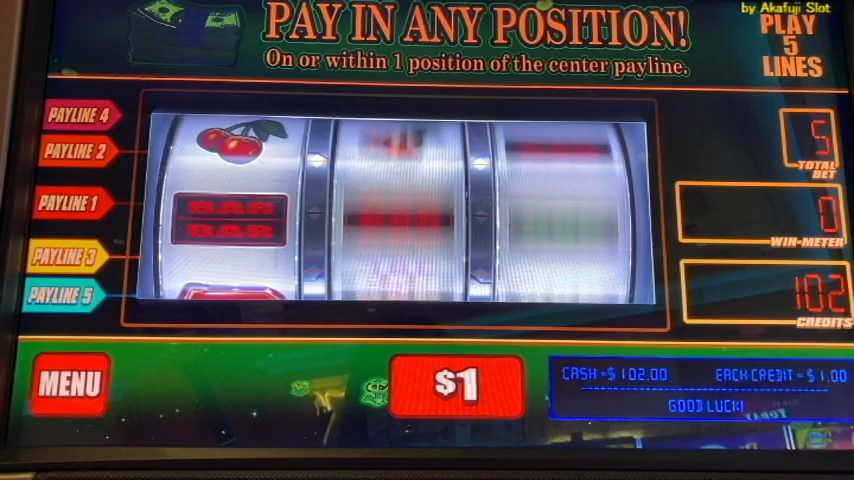 by Akafuji Slot
PAY IN ANY POSITION!
On or within 1 position of the center payline.
PLAY
5
LINES
PAYLINE 4
PAYLINE 2
PAYLINE 1
PAYLINE 3
PAYLINE 5
BAR
BAR
BAR
5
TOTAL
BET
0
WIN-METER
102
CREDITS
MENU
$1
CASH=$102.00
EACH CREDIT=$1.00
GOOD LUCK!